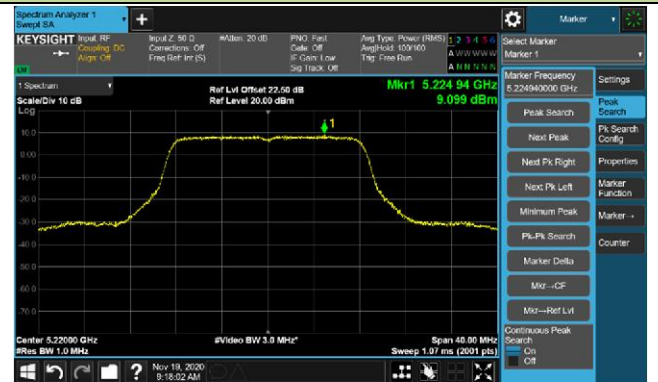 Spectrum Analyzer 1
Swept SA
Marker
KEYSIGHT
Input: RF
Coupling: DC
Align: Off
Input Z: 50 Ω
Corrections: Off
Freq Ref: Int (S)
#Atten: 20 dB
PNO: Fast
Gate: Off
IF Gain: Low
Sig Track: Off
Avg Type: Power (RMS)
Avg|Hold: 100/100
Trig: Free Run
1 2 3 4 5 6
A W W W W W
A N N N N N
Select Marker
Marker 1
1 Spectrum
Scale/Div 10 dB
Log
Ref Lvl Offset 22.50 dB
Ref Level 20.00 dBm
Mkr1 5.224 94 GHz
9.099 dBm
Marker Frequency
5.224940000 GHz
Settings
Peak Search
Peak
Search
Next Peak
Pk Search
Config
Next Pk Right
Properties
Next Pk Left
Marker
Function
Minimum Peak
Marker→
Pk-Pk Search
Counter
Marker Delta
Mkr→CF
Mkr→Ref Lvl
Continuous Peak
Search
On
Off
1
10.0
0.00
-10.0
-20.0
-30.0
-40.0
-50.0
-60.0
-70.0
Center 5.22000 GHz
#Res BW 1.0 MHz
#Video BW 3.0 MHz*
Span 40.00 MHz
Sweep 1.07 ms (2001 pts)
Nov 19, 2020
9:18:02 AM